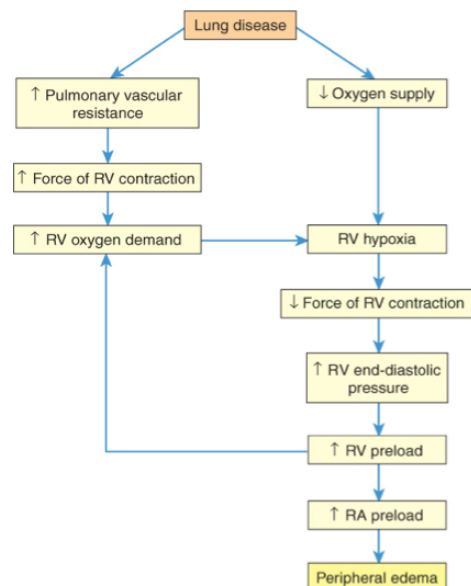 Lung disease
↑ Pulmonary vascular
resistance
↓ Oxygen supply
↑ Force of RV contraction
↑ RV oxygen demand
RV hypoxia
↓ Force of RV contraction
↑ RV end-diastolic
pressure
↑ RV preload
↑ RA preload
Peripheral edema